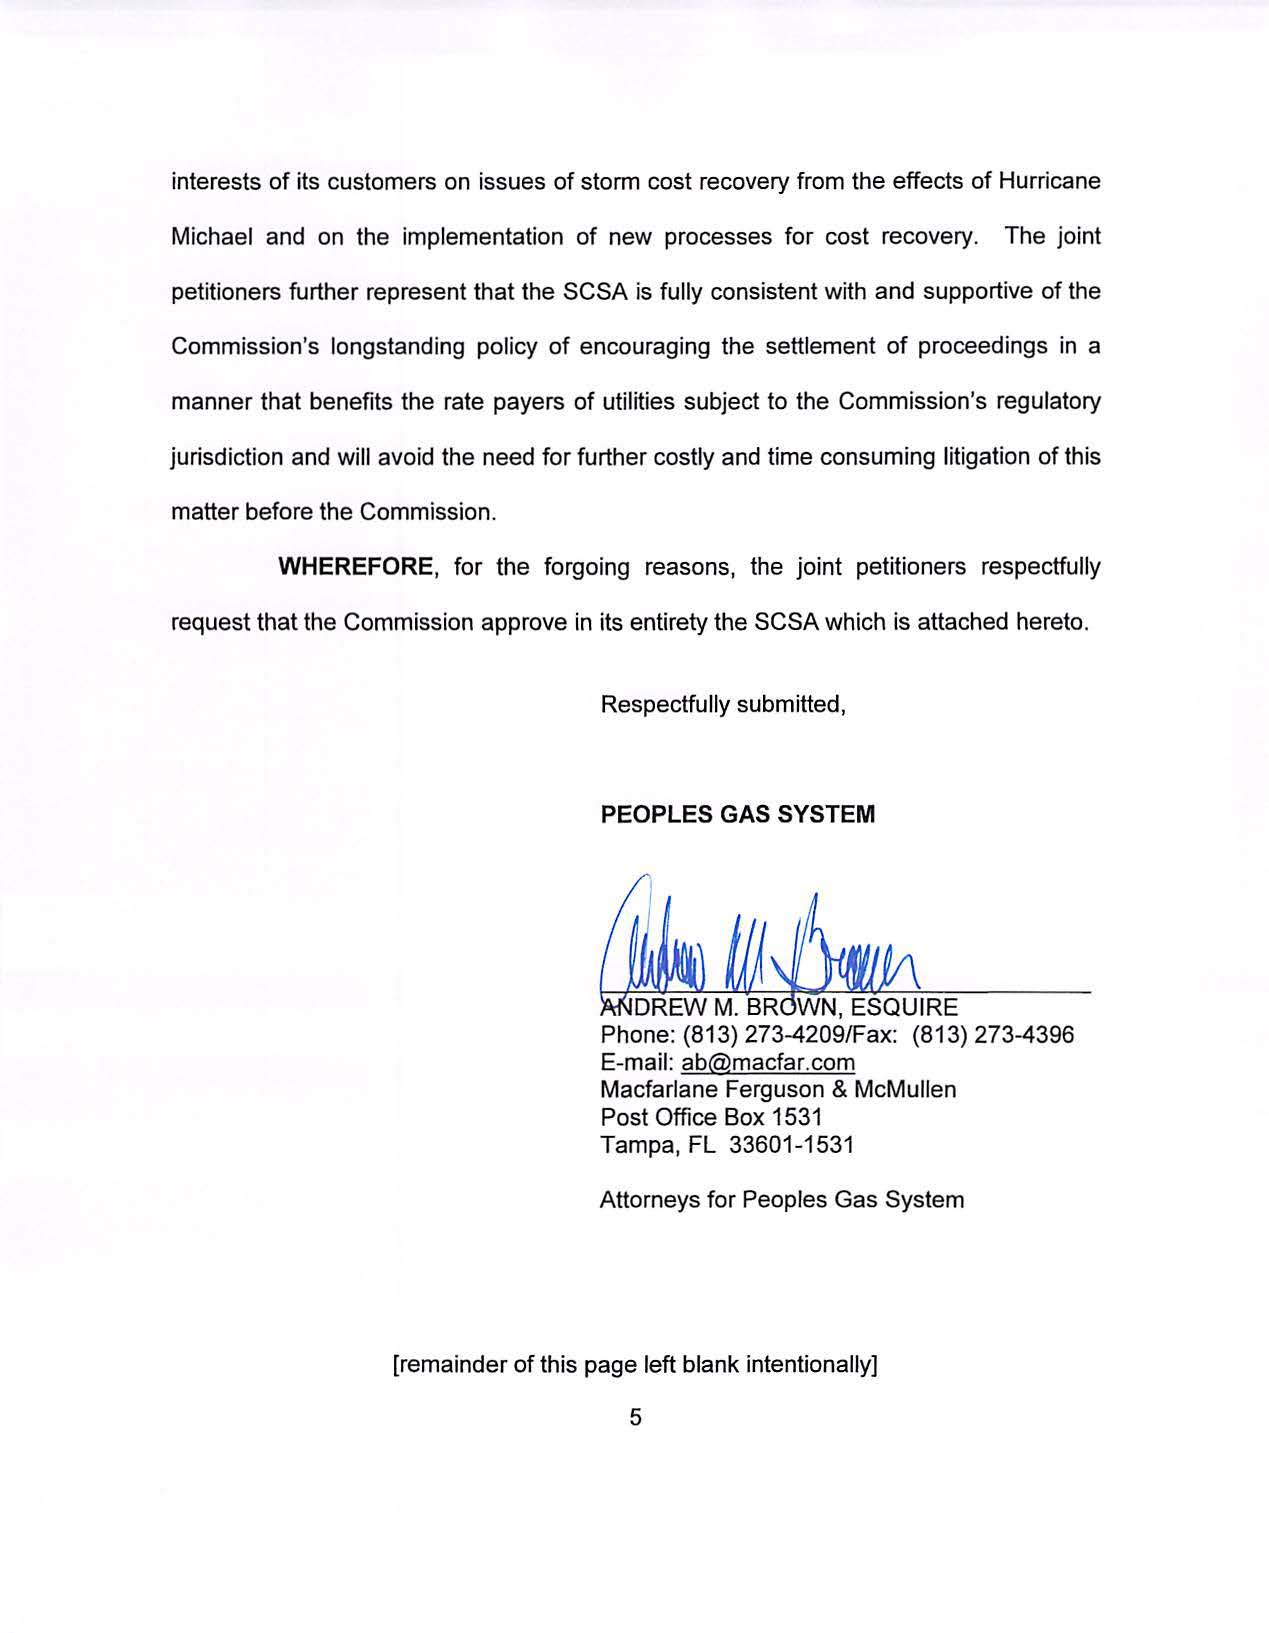 interests of its customers on issues of storm cost recovery from the effects of Hurricane
Michael and on the implementation of new processes for cost recovery. The joint
petitioners further represent that the SCSA is fully consistent with and supportive of the
Commission's longstanding policy of encouraging the settlement of proceedings in a
manner that benefits the rate payers of utilities subject to the Commission's regulatory
jurisdiction and will avoid the need for further costly and time consuming litigation of this
matter before the Commission.
WHEREFORE, for the forgoing reasons, the joint petitioners respectfully
request that the Commission approve in its entirety the SCSA which is attached hereto.
Respectfully submitted,
PEOPLES GAS SYSTEM
Andrew M. Brown
ANDREW M. BROWN, ESQUIRE
Phone: (813) 273-4209/Fax: (813) 273-4396
E-mail: ab@macfar.com
Macfarlane Ferguson & McMullen
Post Office Box 1531
Tampa, FL 33601-1531
Attorneys for Peoples Gas System
[remainder of this page left blank intentionally]
5